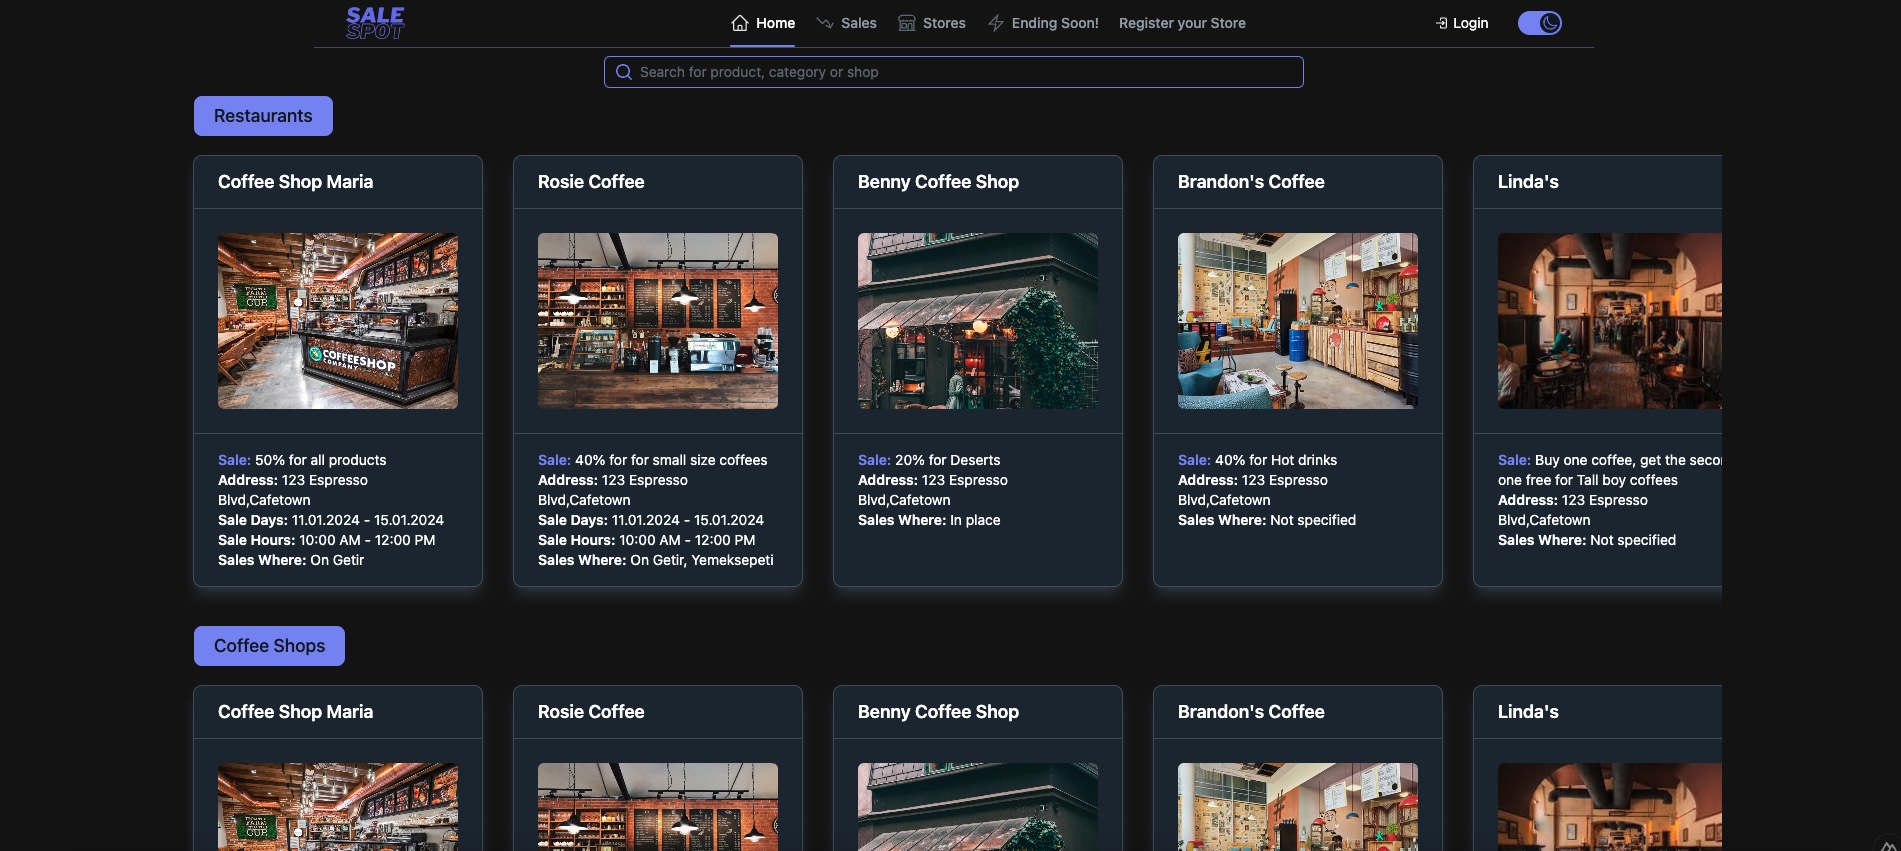 SALE
SPOT
Home
Sales
Stores
Ending Soon!
Register your Store
Login
Search for product, category or shop
Restaurants
Coffee Shop Maria
Rosie Coffee
Benny Coffee Shop
Brandon's Coffee
Linda's
COFFEESHOP
COMPANY
Sale: 50% for all products
Address: 123 Espresso
Blvd,Cafetown
Sale Days: 11.01.2024 - 15.01.2024
Sale Hours: 10:00 AM - 12:00 PM
Sales Where: On Getir
Sale: 40% for for small size coffees
Address: 123 Espresso
Blvd,Cafetown
Sale Days: 11.01.2024 - 15.01.2024
Sale Hours: 10:00 AM - 12:00 PM
Sales Where: On Getir, Yemeksepeti
Sale: 20% for Deserts
Address: 123 Espresso
Blvd,Cafetown
Sales Where: In place
Sale: 40% for Hot drinks
Address: 123 Espresso
Blvd,Cafetown
Sales Where: Not specified
Sale: Buy one coffee, get the
one free for Tall boy coffees
Address: 123 Espresso
Blvd,Cafetown
Sales Where: Not specified
Coffee Shops
Coffee Shop Maria
Rosie Coffee
Benny Coffee Shop
Brandon's Coffee
Linda's